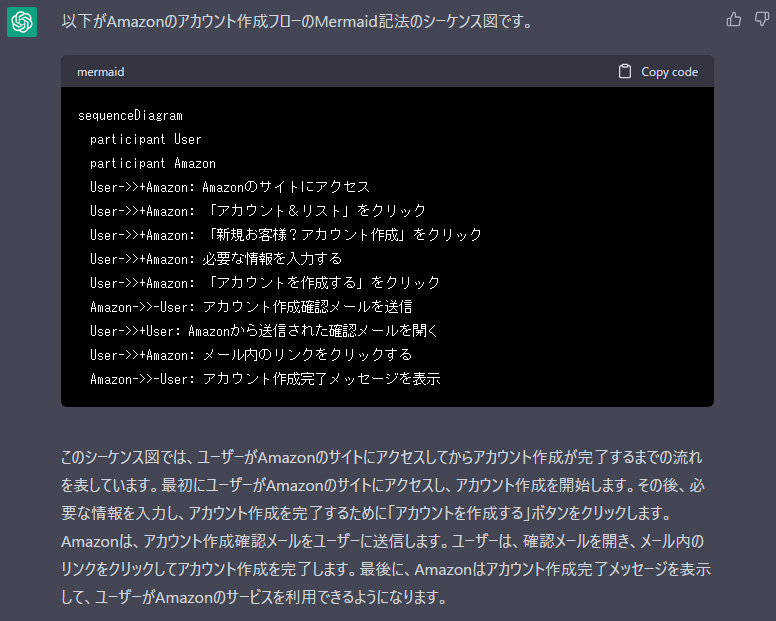 以下がAmazonのアカウント作成フローのMermaid記法のシーケンス図です。
mermaid
Copy code
sequenceDiagram
participant User
participant Amazon
User->>+Amazon: Amazonのサイトにアクセス
User->>+Amazon: 「アカウント＆リスト」をクリック
User->>+Amazon: 「新規お客様？アカウント作成」をクリック
User->>+Amazon: 必要な情報を入力する
User->>+Amazon: 「アカウントを作成する」をクリック
Amazon->>-User: アカウント作成確認メールを送信
User->>+User: Amazonから送信された確認メールを開く
User->>+Amazon: メール内のリンクをクリックする
Amazon->>-User: アカウント作成完了メッセージを表示
このシーケンス図では、ユーザーがAmazonのサイトにアクセスしてからアカウント作成が完了するまでの流れ
を表しています。最初にユーザーがAmazonのサイトにアクセスし、アカウント作成を開始します。その後、必
要な情報を入力し、アカウント作成を完了するために「アカウントを作成する」ボタンをクリックします。
Amazonは、アカウント作成確認メールをユーザーに送信します。ユーザーは、確認メールを開き、メール内の
リンクをクリックしてアカウント作成を完了します。最後に、Amazonはアカウント作成完了メッセージを表示
して、ユーザーがAmazonのサービスを利用できるようになります。